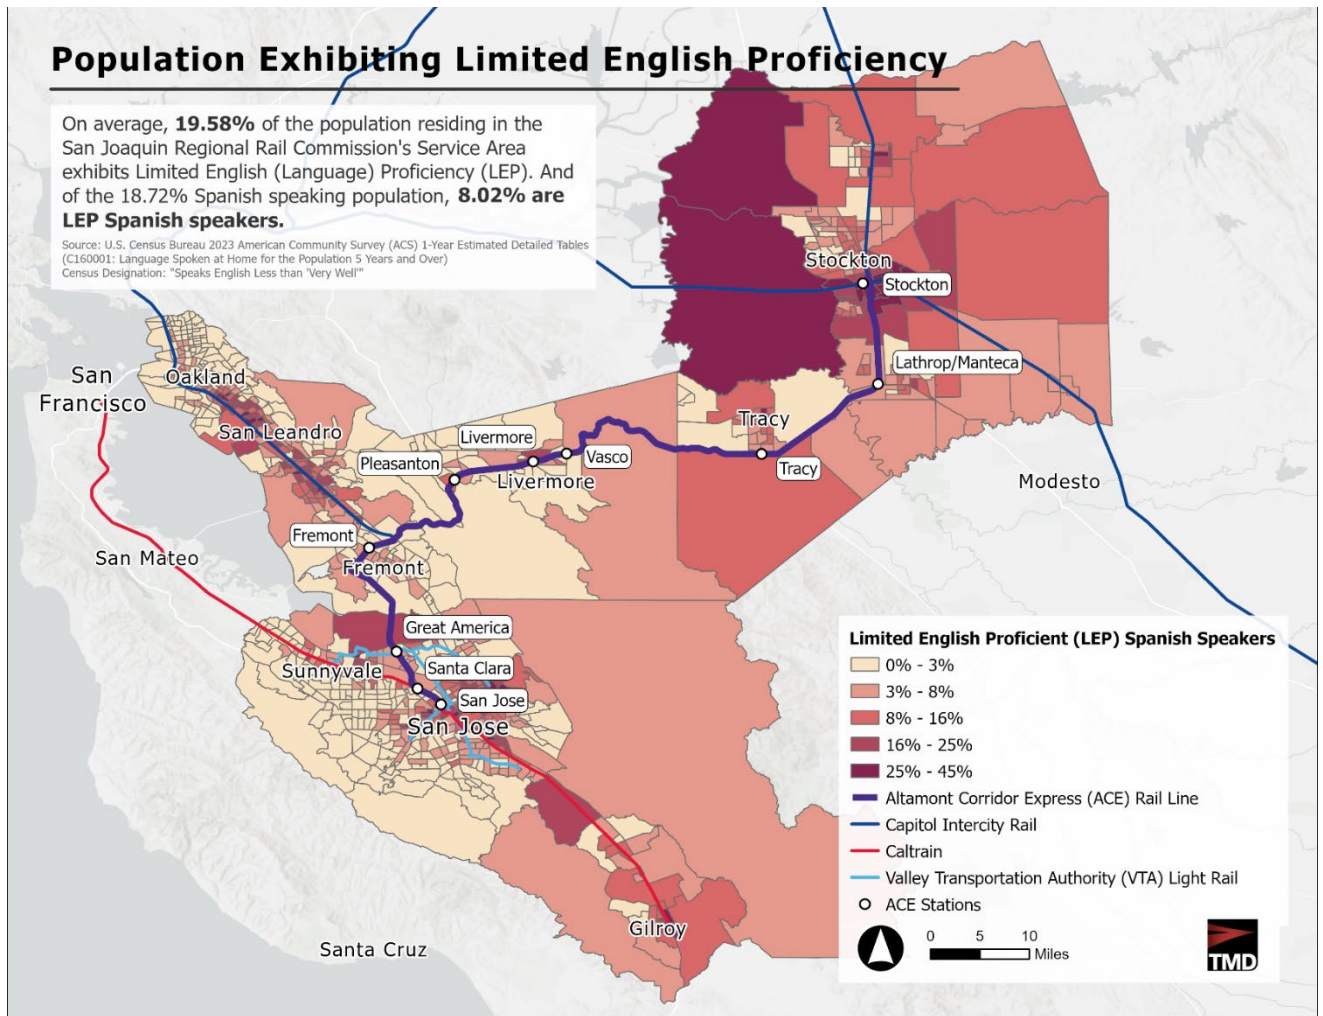 Population Exhibiting Limited English Proficiency
On average, 19.58% of the population residing in the
San Joaquin Regional Rail Commission's Service Area
exhibits Limited English (Language) Proficiency (LEP). And
of the 18.72% Spanish speaking population, 8.02% are
LEP Spanish speakers.
Source: U.S. Census Bureau 2023 American Community Survey (ACS) 1-Year Estimated Detailed Tables
(C160001: Language Spoken at Home for the Population 5 Years and Over)
Census Designation: "Speaks English Less than 'Very Well'"
Stockton
Stockton
Lathrop/Manteca
San
Francisco
Oakland
San Leandro
Livermore
Pleasanton
Vasco
Livermore
Tracy
Tracy
Modesto
Fremont
Fremont
San Mateo
Great America
Santa Clara
Sunnyvale
San Jose
San Jose
Gilroy
Santa Cruz
Limited English Proficient (LEP) Spanish Speakers
0% - 3%
3% - 8%
8% - 16%
16% - 25%
25% - 45%
Altamont Corridor Express (ACE) Rail Line
Capitol Intercity Rail
Caltrain
Valley Transportation Authority (VTA) Light Rail
ACE Stations
0 5 10
Miles
TMD